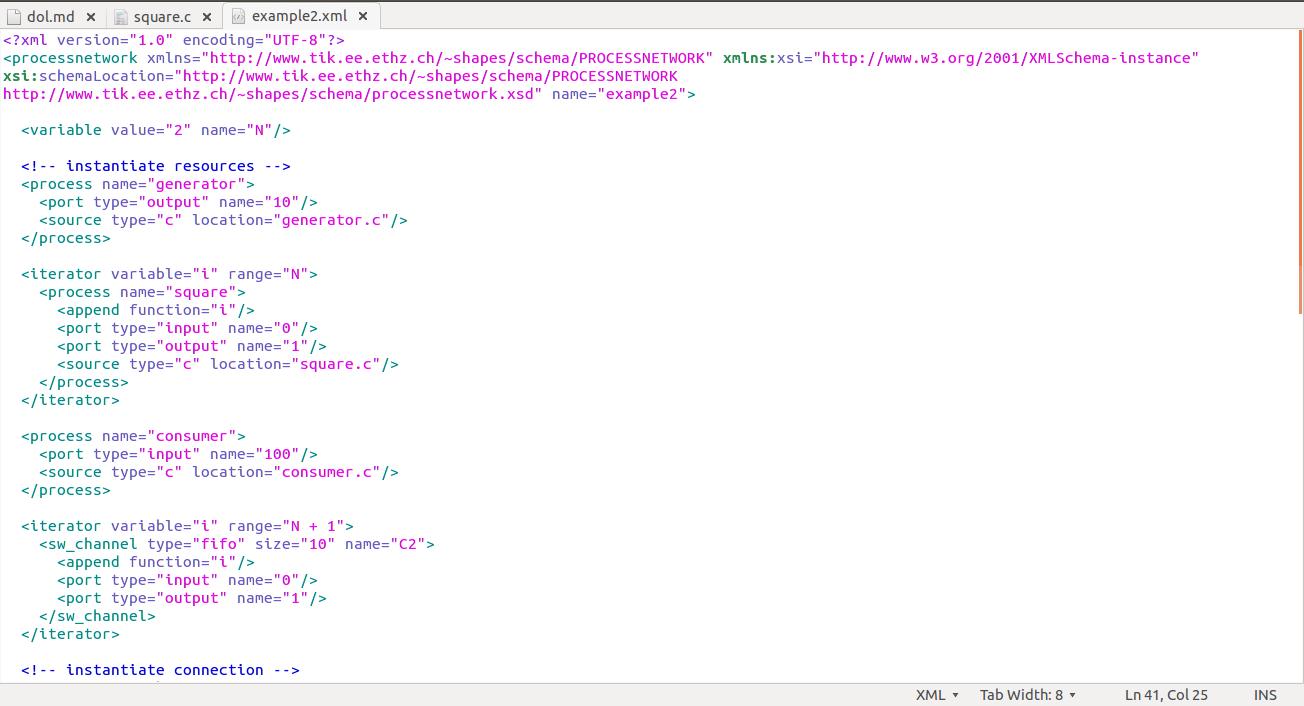 dol.md × square.c × example2.xml ×
<?xml version="1.0" encoding="UTF-8"?>
<processnetwork xmlns="http://www.tik.ee.ethz.ch/~shapes/schema/PROCESSNETWORK" xmlns:xsi="http://www.w3.org/2001/XMLSchema-instance"
xsi:schemaLocation="http://www.tik.ee.ethz.ch/~shapes/schema/PROCESSNETWORK
http://www.tik.ee.ethz.ch/~shapes/schema/processnetwork.xsd" name="example2">

  <variable value="2" name="N"/>

  <!-- instantiate resources -->
  <process name="generator">
    <port type="output" name="10"/>
    <source type="c" location="generator.c"/>
  </process>

  <iterator variable="i" range="N">
    <process name="square">
      <append function="i"/>
      <port type="input" name="0"/>
      <port type="output" name="1"/>
      <source type="c" location="square.c"/>
    </process>
  </iterator>

  <process name="consumer">
    <port type="input" name="100"/>
    <source type="c" location="consumer.c"/>
  </process>

  <iterator variable="i" range="N + 1">
    <sw_channel type="fifo" size="10" name="C2">
      <append function="i"/>
      <port type="input" name="0"/>
      <port type="output" name="1"/>
    </sw_channel>
  </iterator>

  <!-- instantiate connection -->
XML Tab Width: 8 Ln 41, Col 25 INS